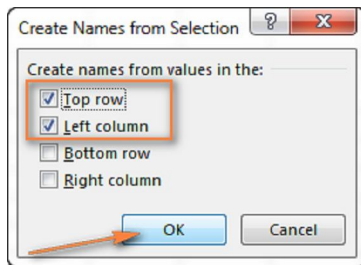 Create Names from Selection
Create names from values in the:
Top row
Left column
Bottom row
Right column
OK Cancel